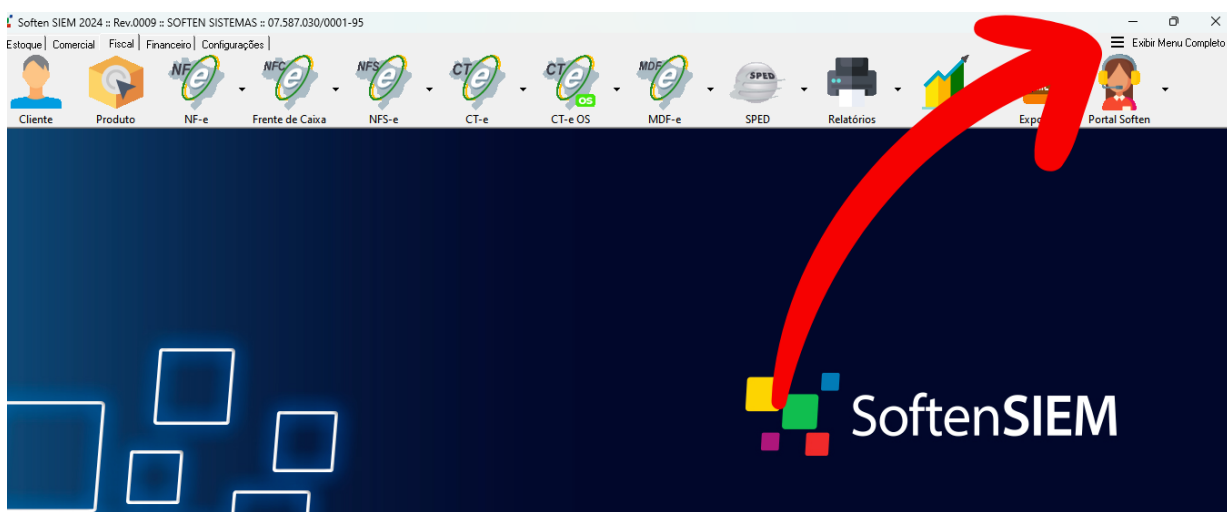 Soften SIEM 2024 :: Rev.0009 :: SOFTEN SISTEMAS :: 07.587.030/0001-95
Estoque Comercial Fiscal Financeiro Configurações Exibir Menu Completo
NF e NFC e NFS e CT e CT e OS MDF e SPED
Cliente Produto NF-e Frente de Caixa NFS-e CT-e CT-e OS MDF-e SPED Relatórios Portal Soften
SoftenSIEM